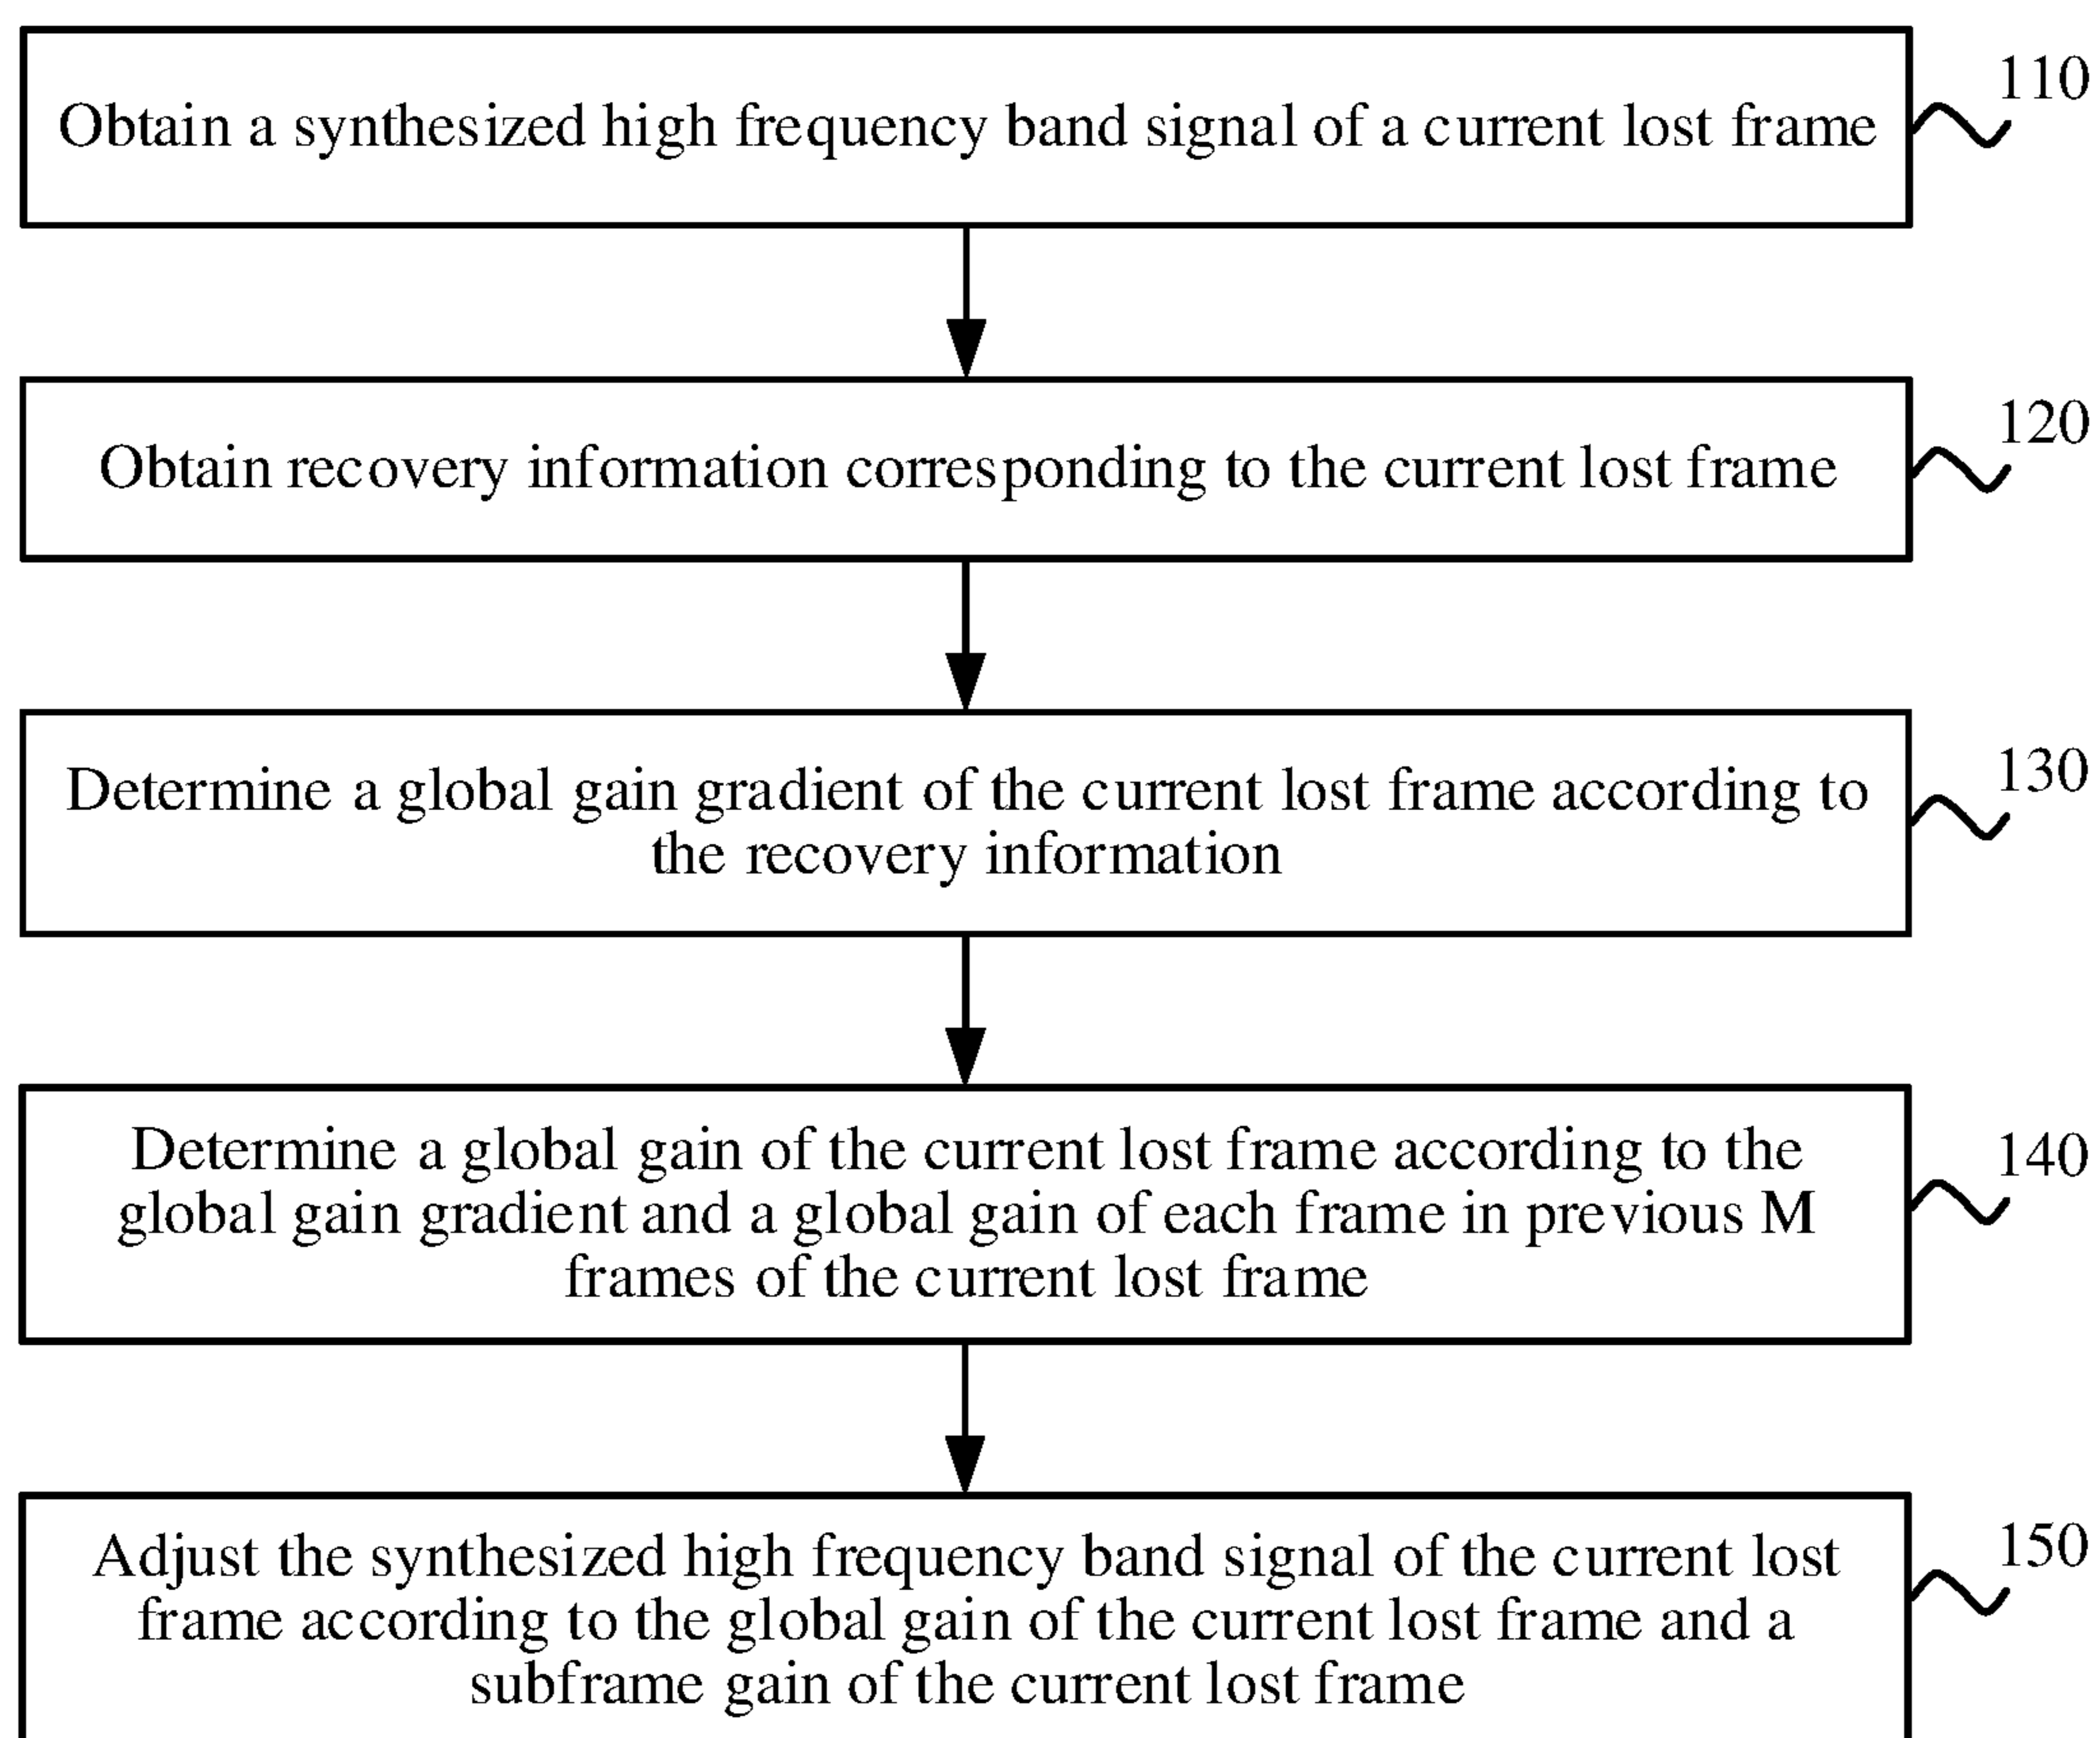 110
Obtain a synthesized high frequency band signal of a current lost frame
120
Obtain recovery information corresponding to the current lost frame
130
Determine a global gain gradient of the current lost frame according to
the recovery information
140
Determine a global gain of the current lost frame according to the
global gain gradient and a global gain of each frame in previous M
frames of the current lost frame
150
Adjust the synthesized high frequency band signal of the current lost
frame according to the global gain of the current lost frame and a
subframe gain of the current lost frame